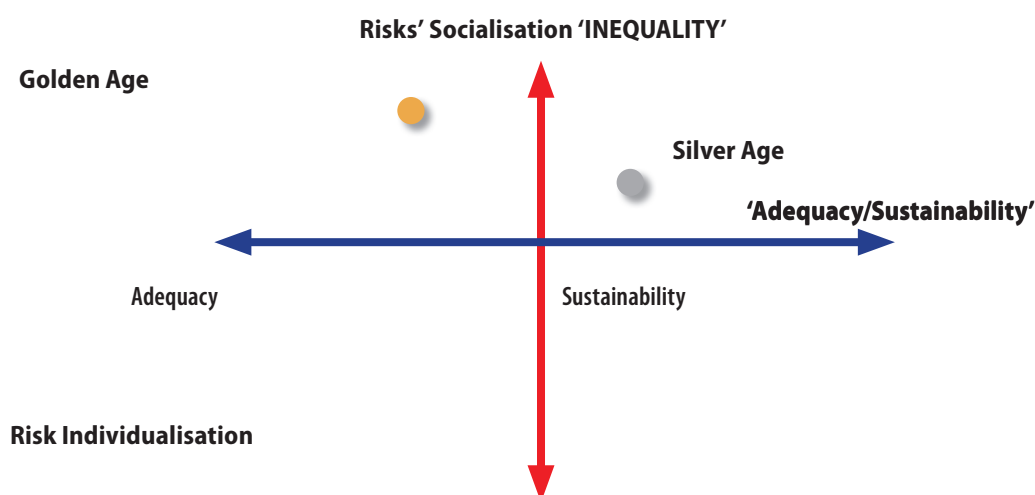 Risks’ Socialisation ‘INEQUALITY’
Golden Age
Silver Age
‘Adequacy/Sustainability’
Adequacy
Sustainability
Risk Individualisation